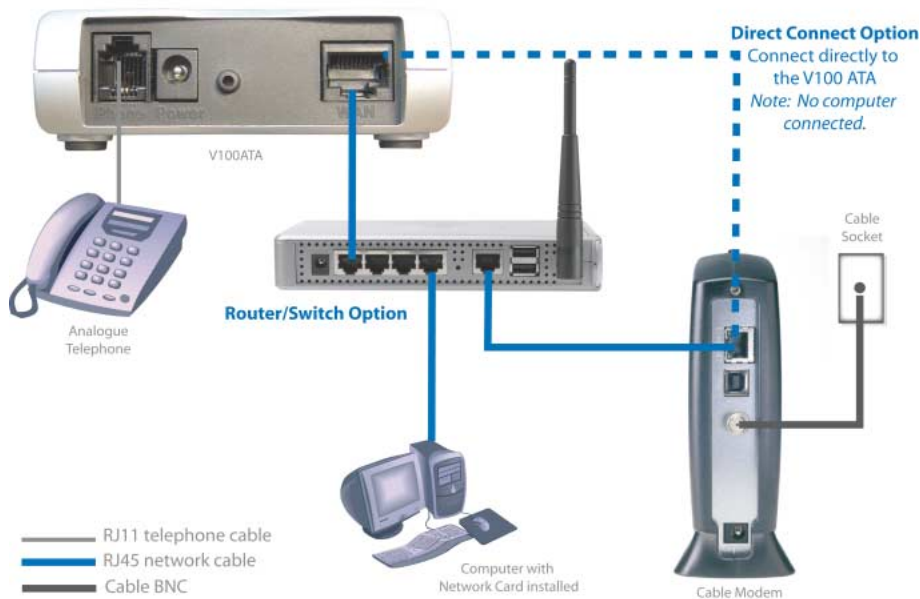 Direct Connect Option
Connect directly to
the V100 ATA
Note: No computer
connected.
Phone
Power
WAN
V100ATA
Cable
Socket
Router/Switch Option
Analogue
Telephone
RJ11 telephone cable
RJ45 network cable
Cable BNC
Computer with
Network Card installed
Cable Modem